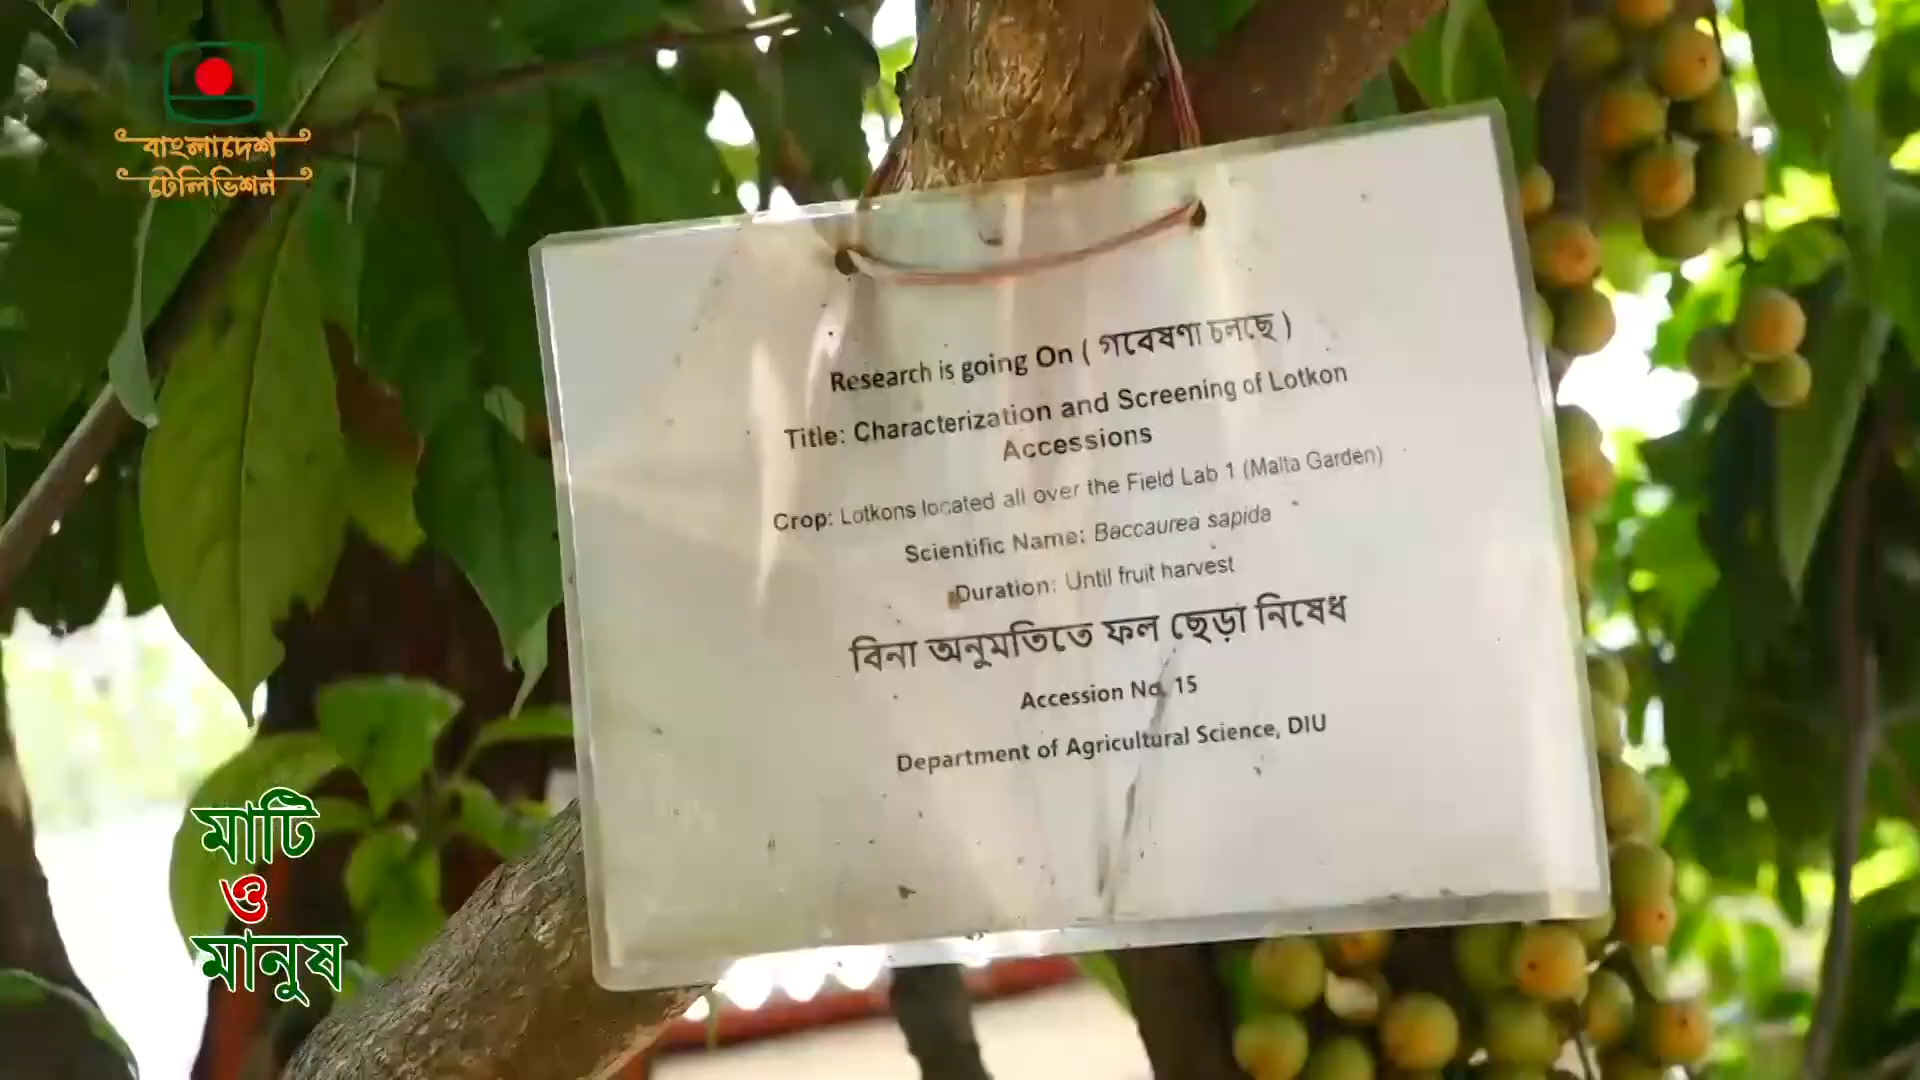 বাংলাদেশ
টেলিভিশন
Research is going On ( গবেষণা চলছে )
Title: Characterization and Screening of Lotkon
Accessions
Crop: Lotkons located all over the Field Lab 1 (Malta Garden)
Scientific Name: Baccaurea sapida
Duration: Until fruit harvest
বিনা অনুমতিতে ফল ছেড়া নিষেধ
Accession No. 15
Department of Agricultural Science, DIU
মাটি
ও
মানুষ